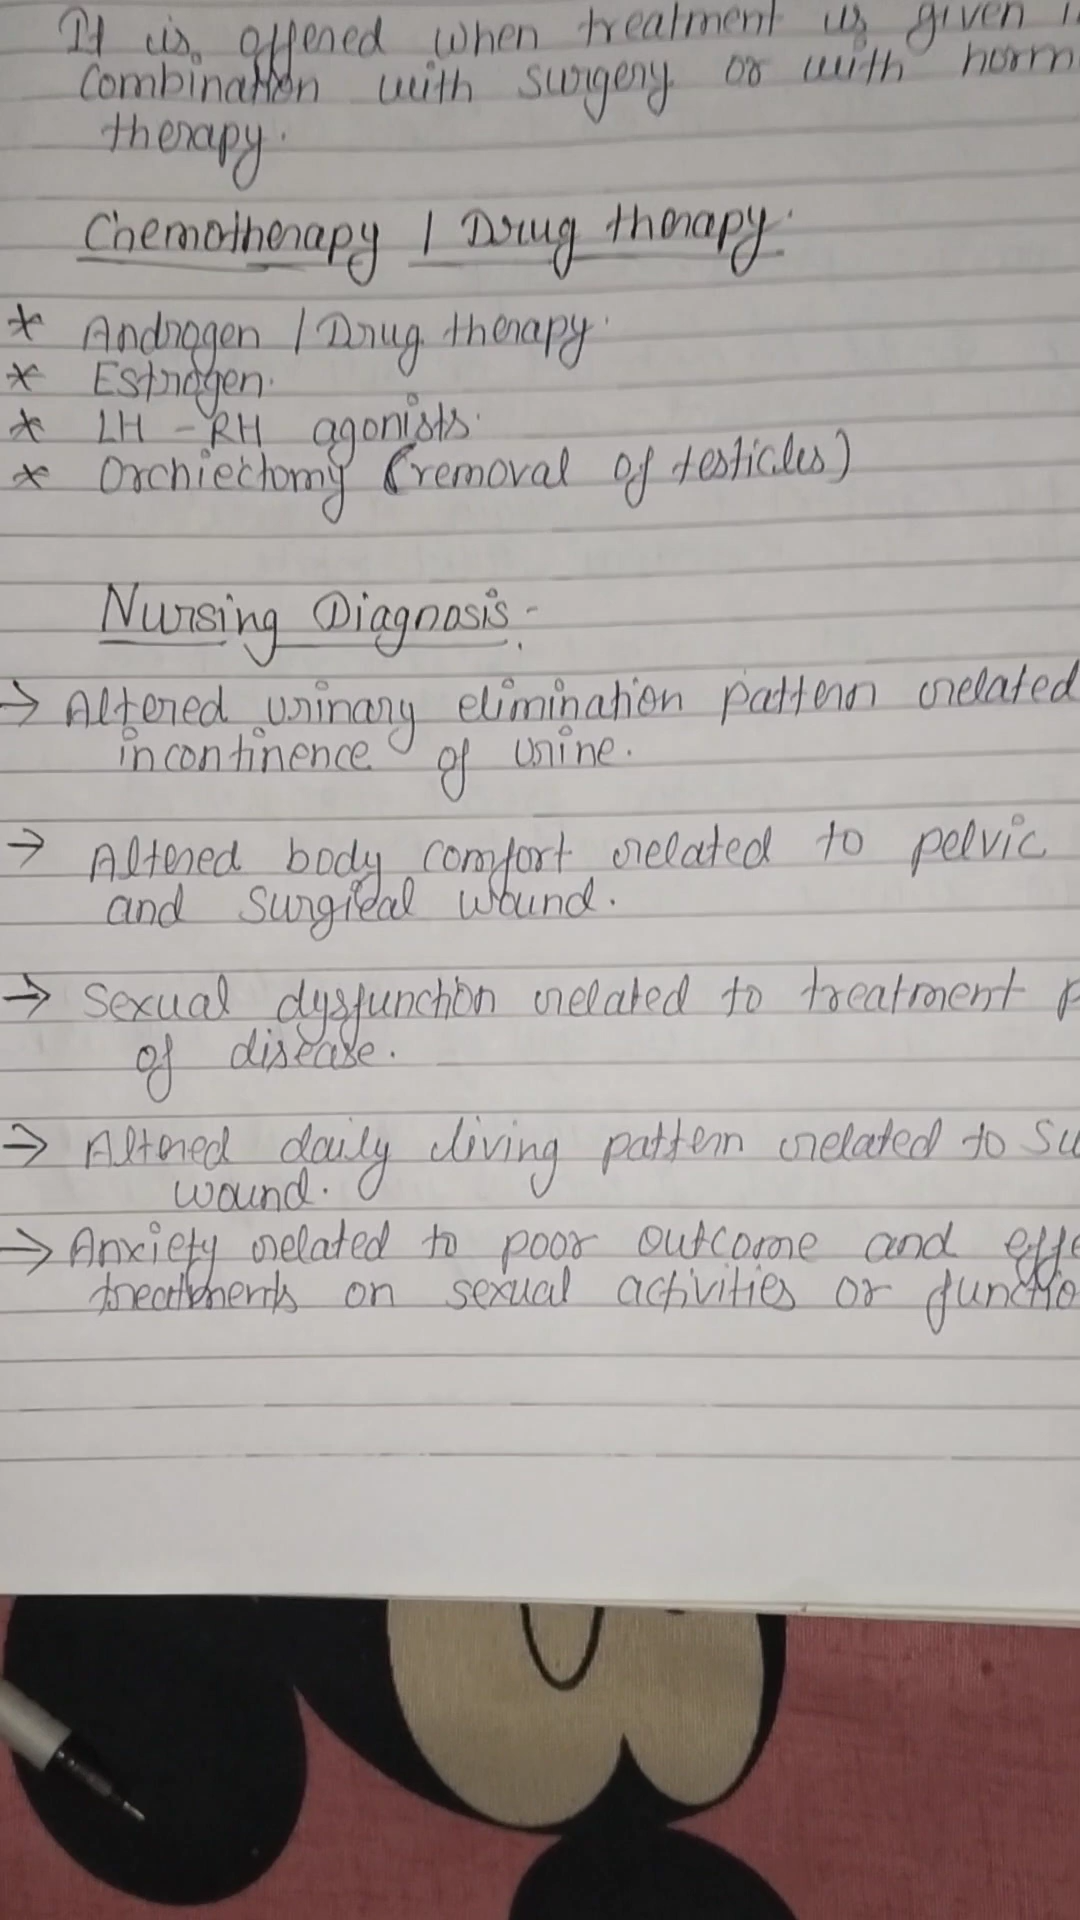 It is offered when treatment is given
combination with surgery or with horm
therapy.
Chemotherapy / Drug therapy.
* Androgen / Drug therapy.
* Estrogen.
* LH-RH agonists.
* Orchiectomy (removal of testicles)
Nursing Diagnosis -
→ Altered urinary elimination pattern related
incontinence of urine.
→ Altered body comfort related to pelvic
and surgical wound.
→ Sexual dysfunction related to treatment
of disease.
→ Altered daily living pattern related to su
wound.
→ Anxiety related to poor outcome and effe
treatments on sexual activities or functio